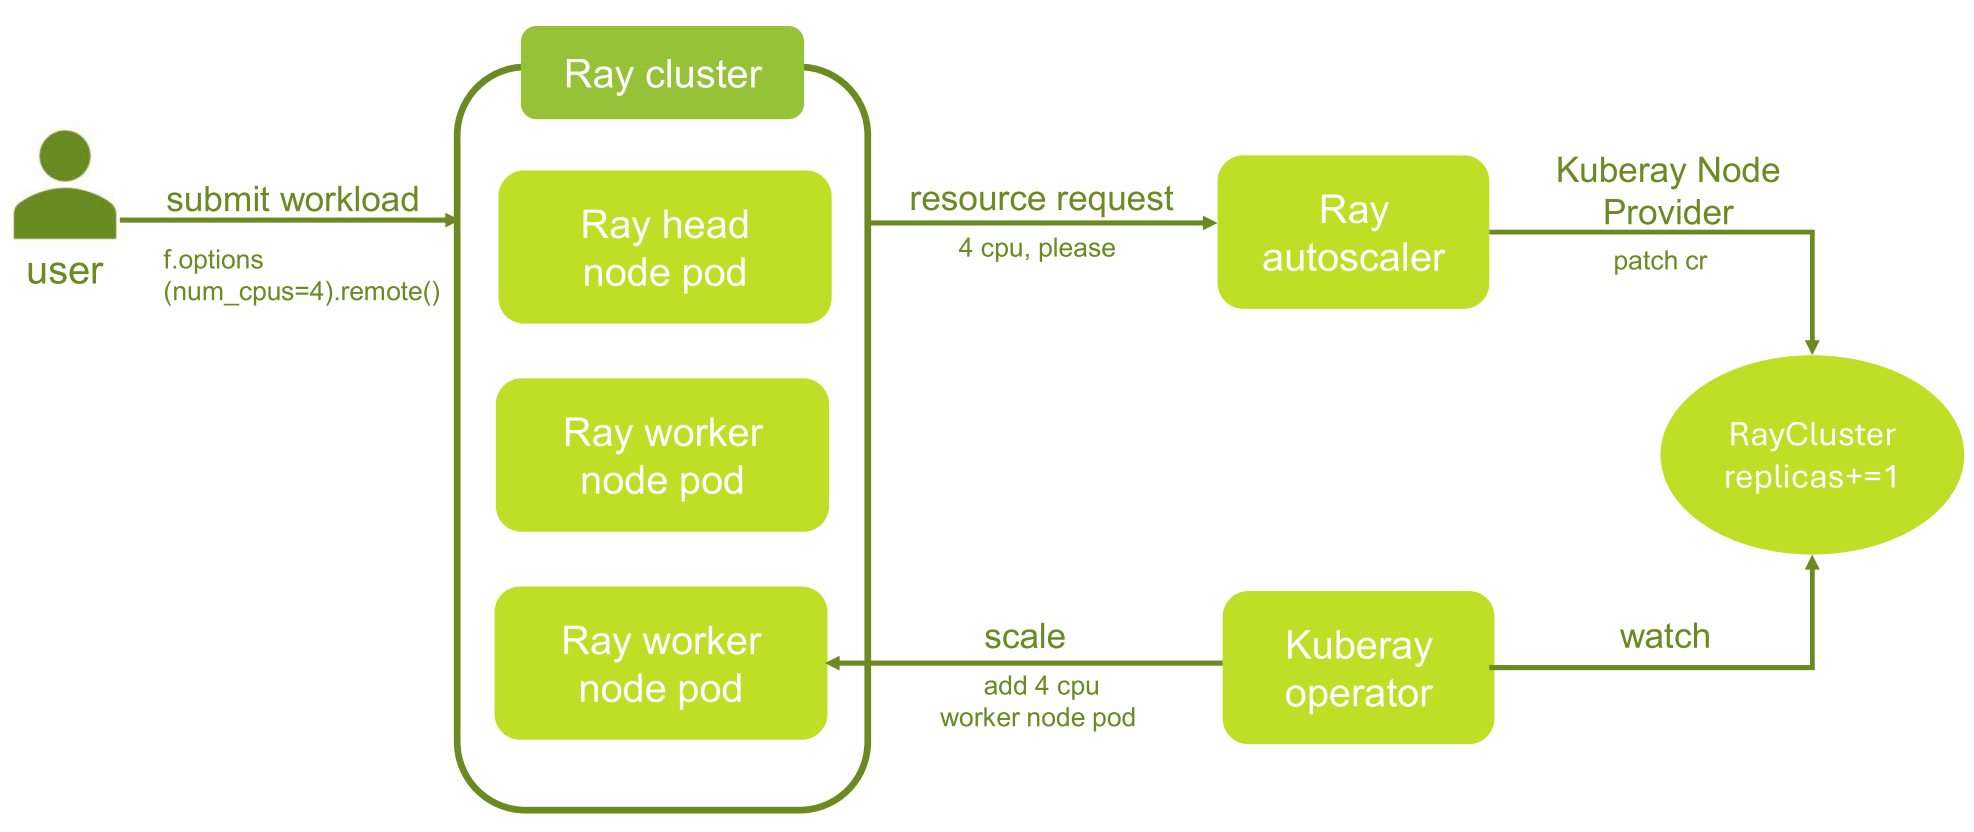 Ray cluster
user
submit workload
f.options
(num_cpus=4).remote()
Ray head
node pod
Ray worker
node pod
Ray worker
node pod
resource request
4 cpu, please
Ray
autoscaler
Kuberay Node
Provider
patch cr
RayCluster
replicas+=1
watch
Kuberay
operator
scale
add 4 cpu
worker node pod